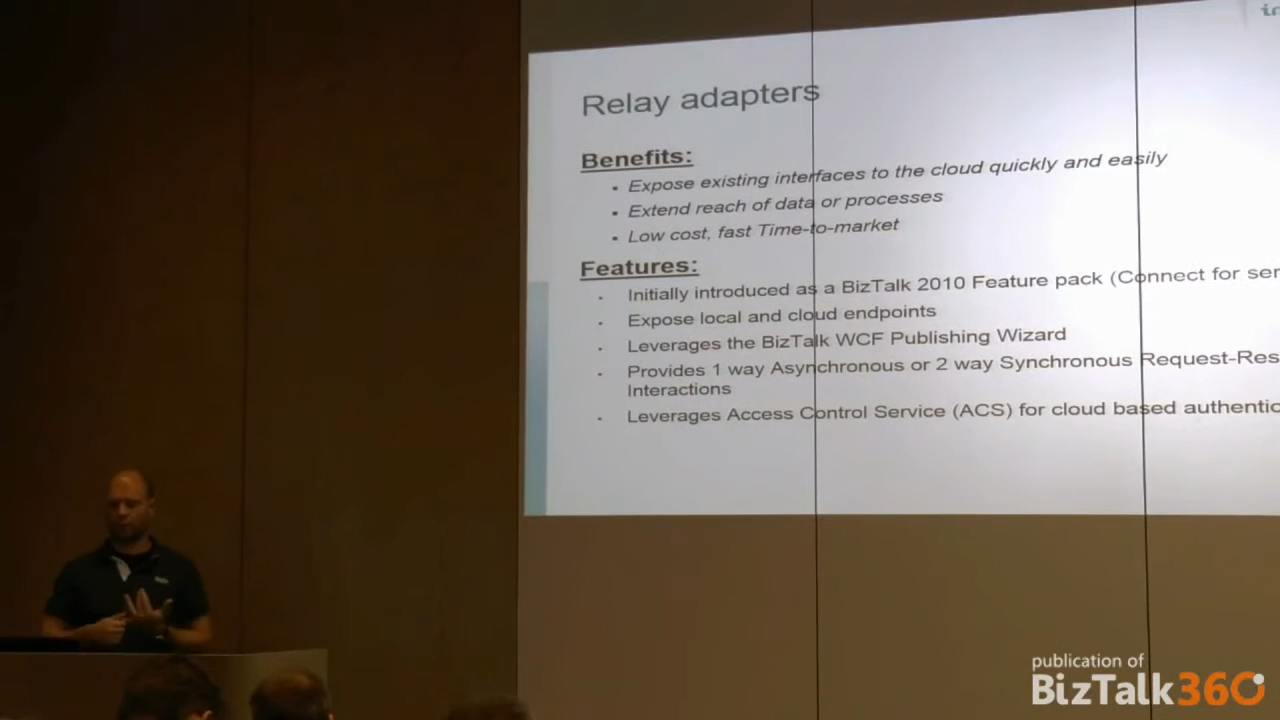 Relay adapters
Benefits:
• Expose existing interfaces to the cloud quickly and easily
• Extend reach of data or processes
• Low cost, fast Time-to-market
Features:
• Initially introduced as a BizTalk 2010 Feature pack (Connect for ser
• Expose local and cloud endpoints
• Leverages the BizTalk WCF Publishing Wizard
• Provides 1 way Asynchronous or 2 way Synchronous Request-Res
Interactions
• Leverages Access Control Service (ACS) for cloud based authentic
publication of
BizTalk360